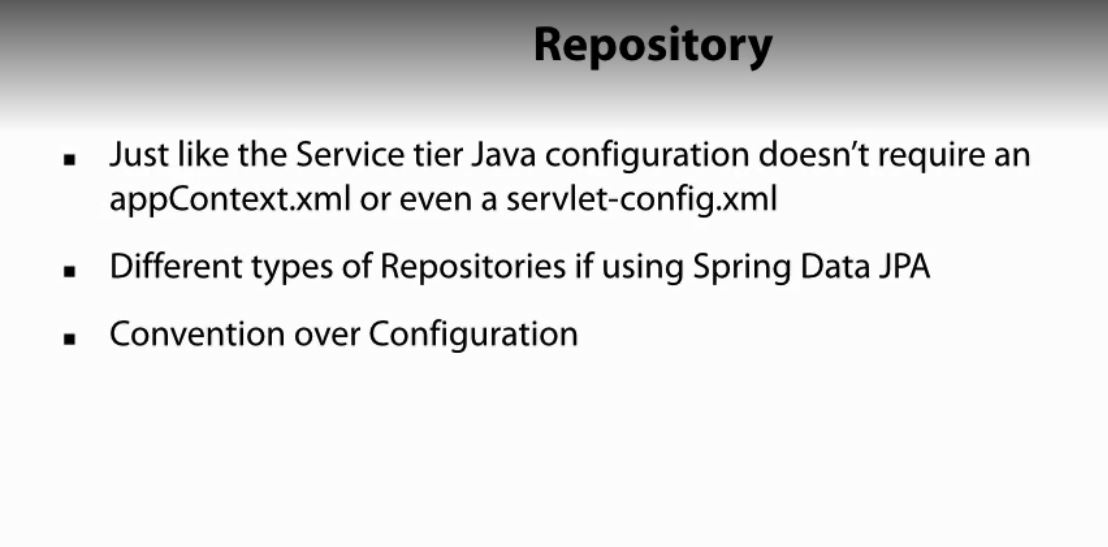 Repository
Just like the Service tier Java configuration doesn’t require an
appContext.xml or even a servlet-config.xml
Different types of Repositories if using Spring Data JPA
Convention over Configuration